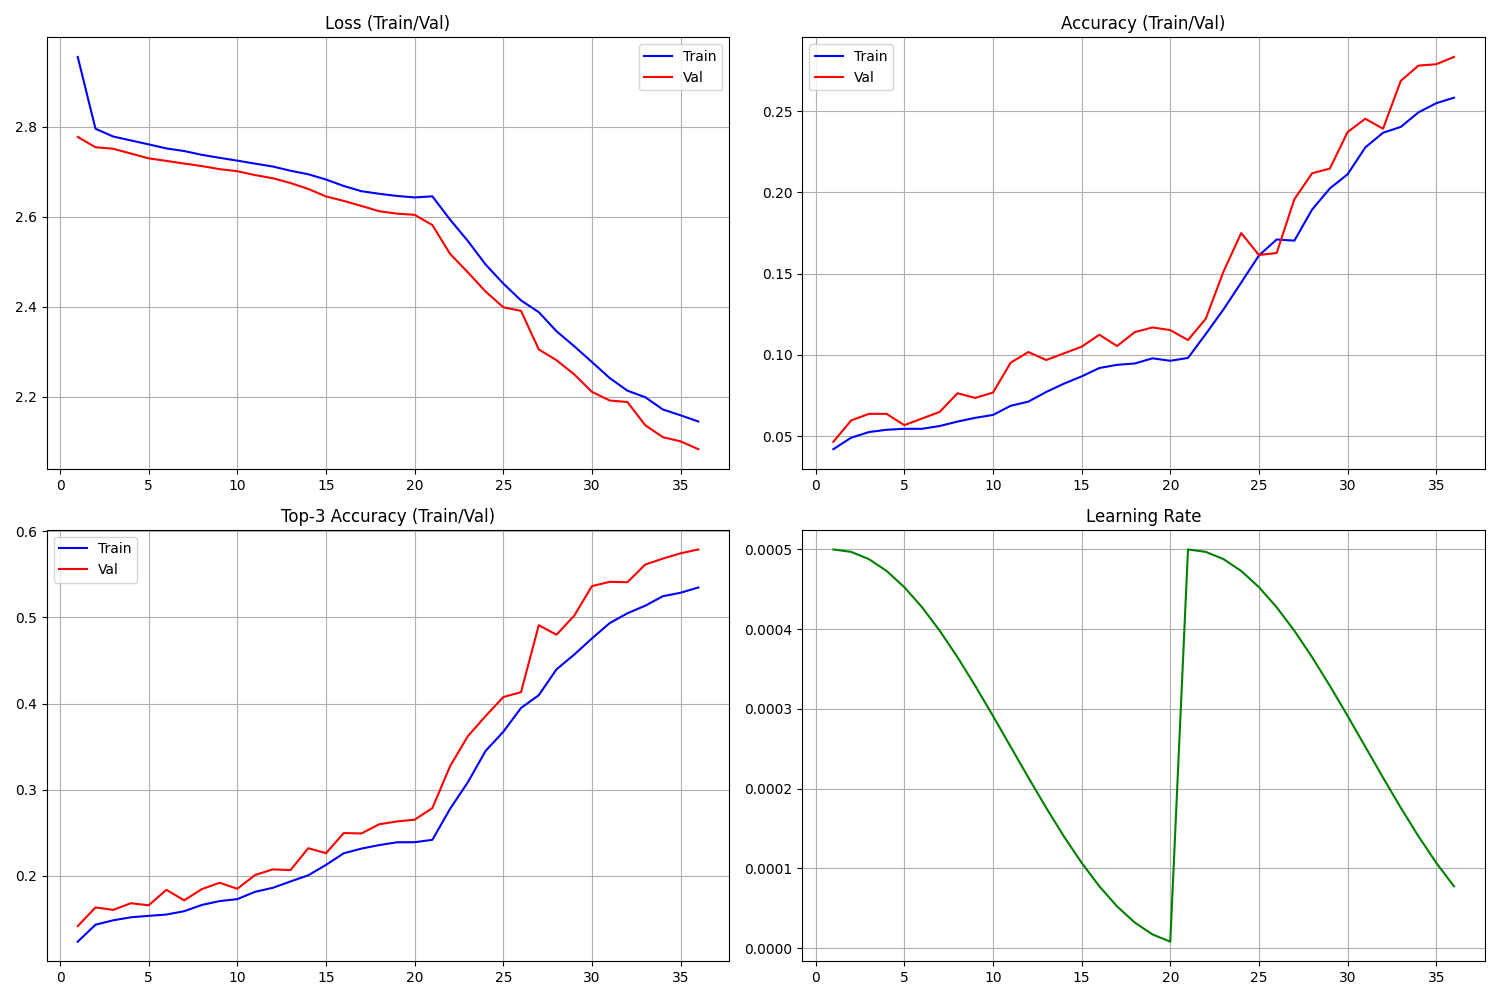 Loss (Train/Val)
Train
Val
2.8
2.6
2.4
2.2
0 5 10 15 20 25 30 35
Accuracy (Train/Val)
Train
Val
0.25
0.20
0.15
0.10
0.05
0 5 10 15 20 25 30 35
Top-3 Accuracy (Train/Val)
Train
Val
0.6
0.5
0.4
0.3
0.2
0 5 10 15 20 25 30 35
Learning Rate
0.0005
0.0004
0.0003
0.0002
0.0001
0.0000
0 5 10 15 20 25 30 35